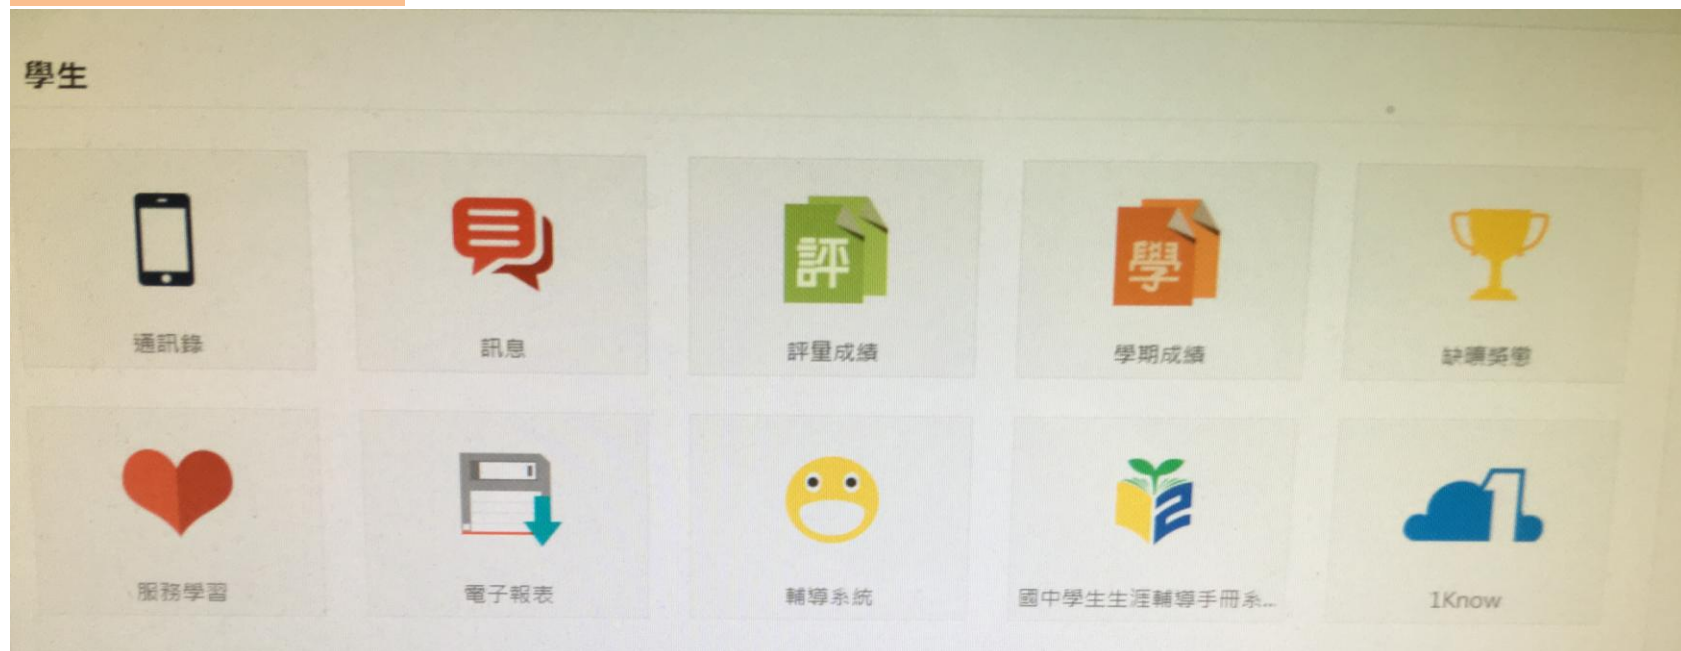 學生
通訊錄
訊息
評
評量成績
學
學期成績
缺曠獎懲
服務學習
電子報表
輔導系統
2
國中學生生涯輔導手冊系...
1
1Know